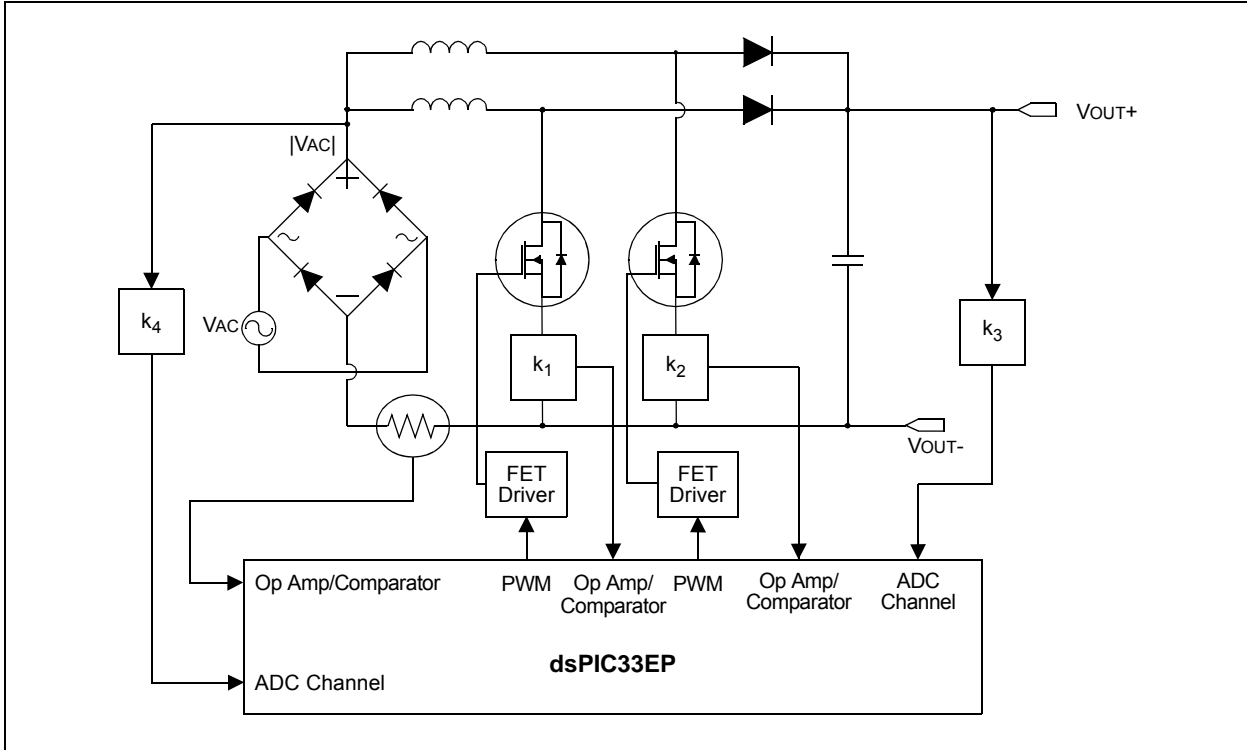 VOUT+
|VAC|
k4
VAC
k3
k1
k2
VOUT-
FET
Driver
FET
Driver
Op Amp/Comparator
PWM
Op Amp/
Comparator
PWM
Op Amp/
Comparator
ADC
Channel
dsPIC33EP
ADC Channel